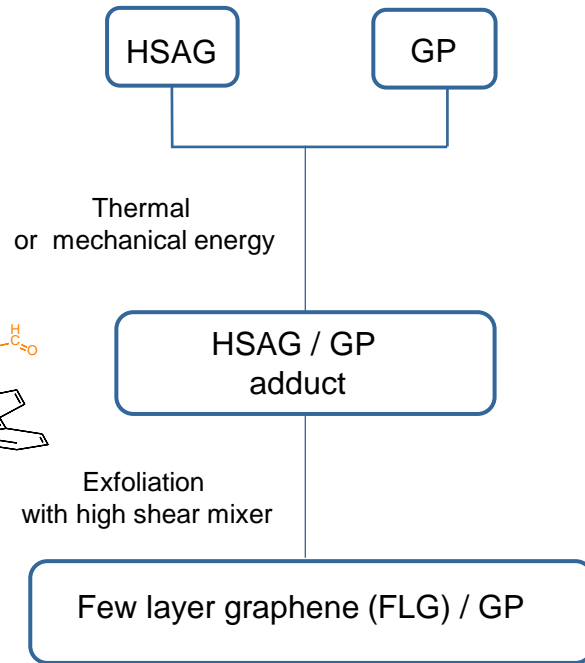 HSAG
GP
Thermal
or mechanical energy
H
C
O
HSAG / GP
adduct
Exfoliation
with high shear mixer
Few layer graphene (FLG) / GP